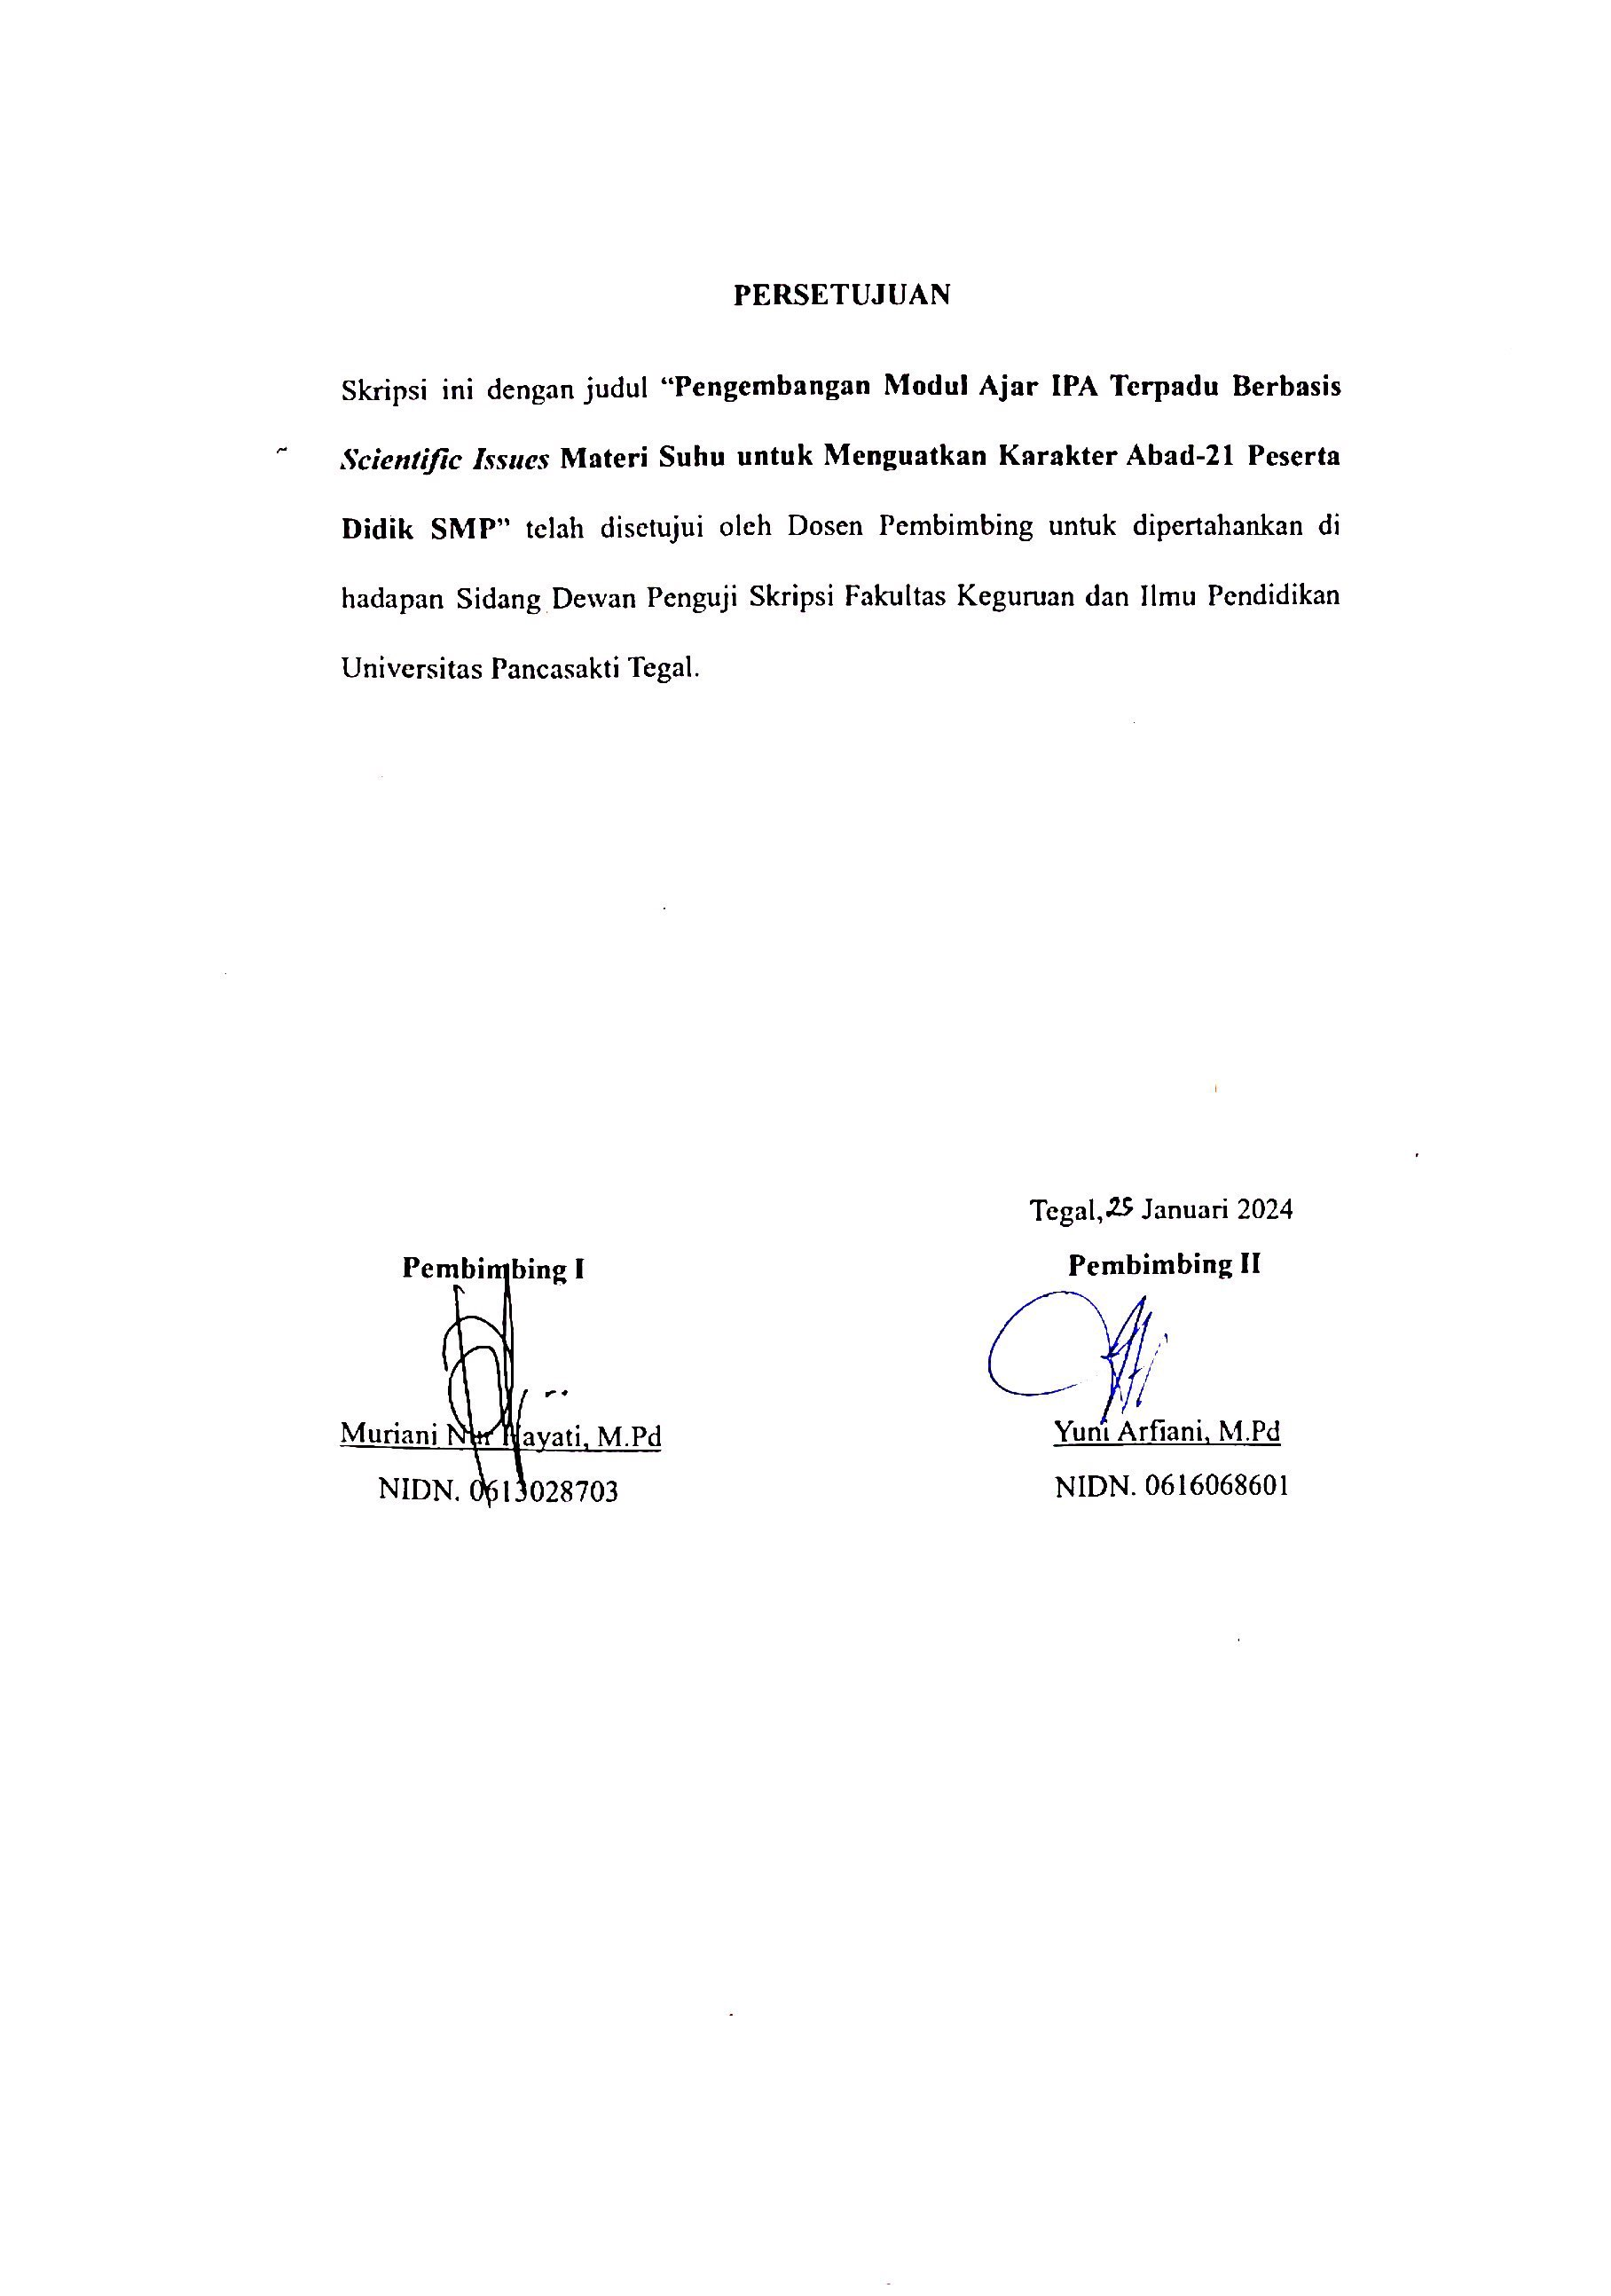 PERSETUJUAN
Skripsi ini dengan judul “Pengembangan Modul Ajar IPA Terpadu Berbasis
Scientific Issues Materi Suhu untuk Menguatkan Karakter Abad-21 Peserta
Didik SMP” telah disetujui oleh Dosen Pembimbing untuk dipertahankan di
hadapan Sidang Dewan Penguji Skripsi Fakultas Keguruan dan Ilmu Pendidikan
Universitas Pancasakti Tegal.
Tegal, 25 Januari 2024
Pembimbing I
Pembimbing II
Muriani Nur Hayati, M.Pd
Yuni Arfiani, M.Pd
NIDN. 0613028703
NIDN. 0616068601